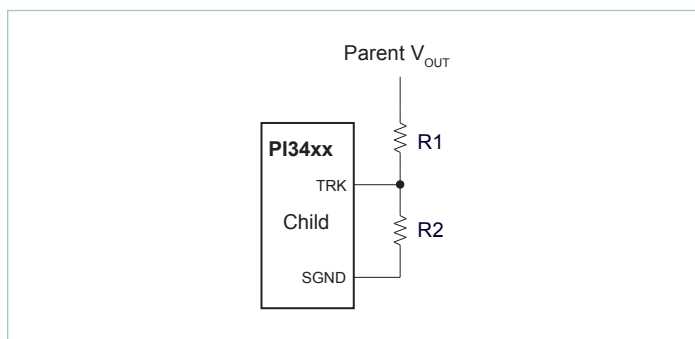 Parent VOUT
R1
PI34xx
TRK
Child
R2
SGND